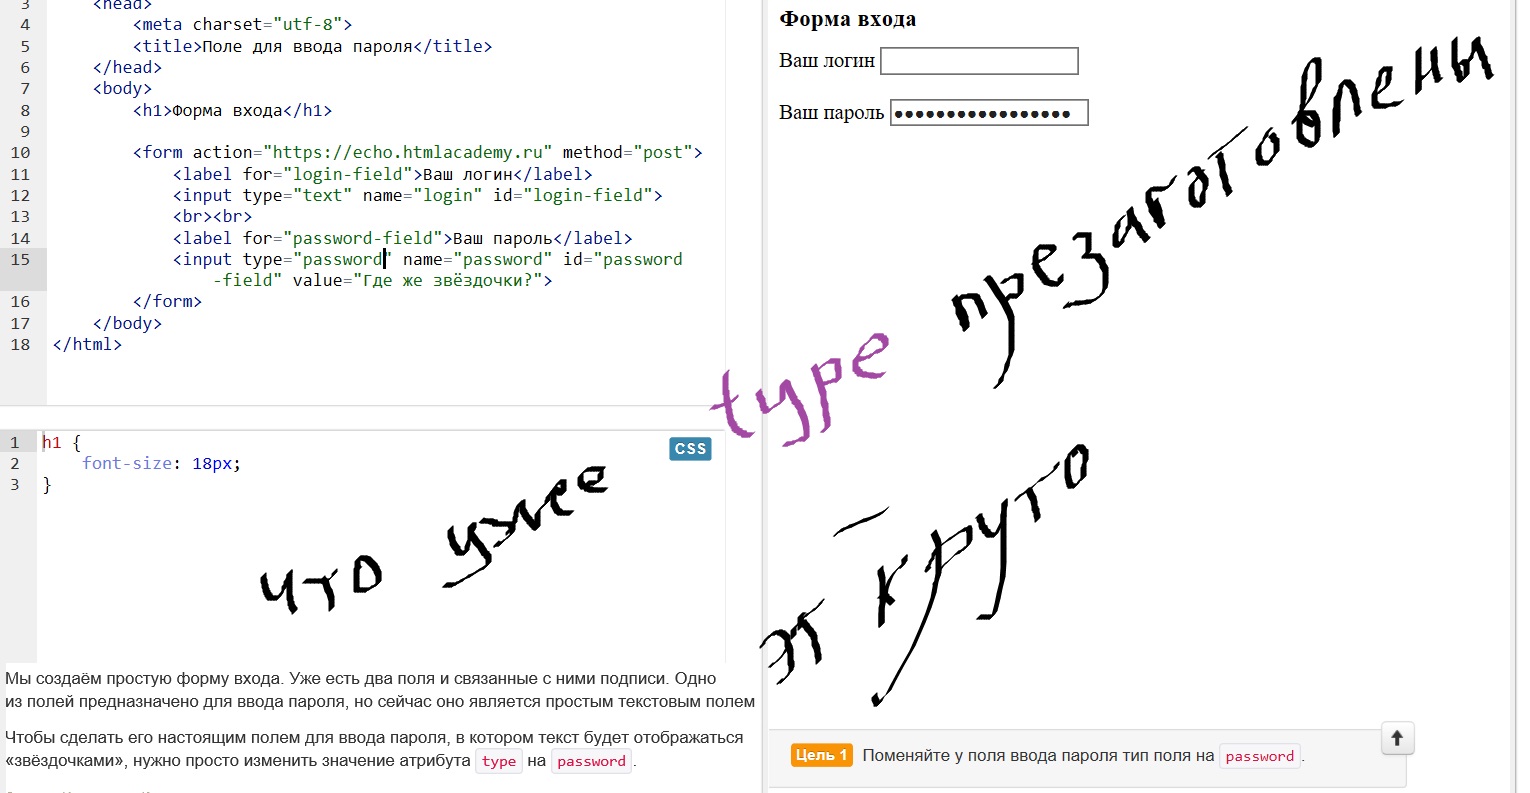 3 <head>
4 <meta charset="utf-8">
5 <title>Поле для ввода пароля</title>
6 </head>
7 <body>
8 <h1>Форма входа</h1>
9
10 <form action="https://echo.htmlacademy.ru" method="post">
11 <label for="login-field">Ваш логин</label>
12 <input type="text" name="login" id="login-field">
13 <br><br>
14 <label for="password-field">Ваш пароль</label>
15 <input type="password" name="password" id="password
-field" value="Где же звёздочки?">
16 </form>
17 </body>
18 </html>
1 h1 {
CSS
2 font-size: 18px;
3 }
что уже
Мы создаём простую форму входа. Уже есть два поля и связанные с ними подписи. Одно
из полей предназначено для ввода пароля, но сейчас оно является простым текстовым полем
Чтобы сделать его настоящим полем для ввода пароля, в котором текст будет отображаться
«звёздочками», нужно просто изменить значение атрибута type на password.
Форма входа
Ваш логин
Ваш пароль •••••••••••••••••
type презаготовлены
эт круто
Цель 1 Поменяйте у поля ввода пароля тип поля на password.